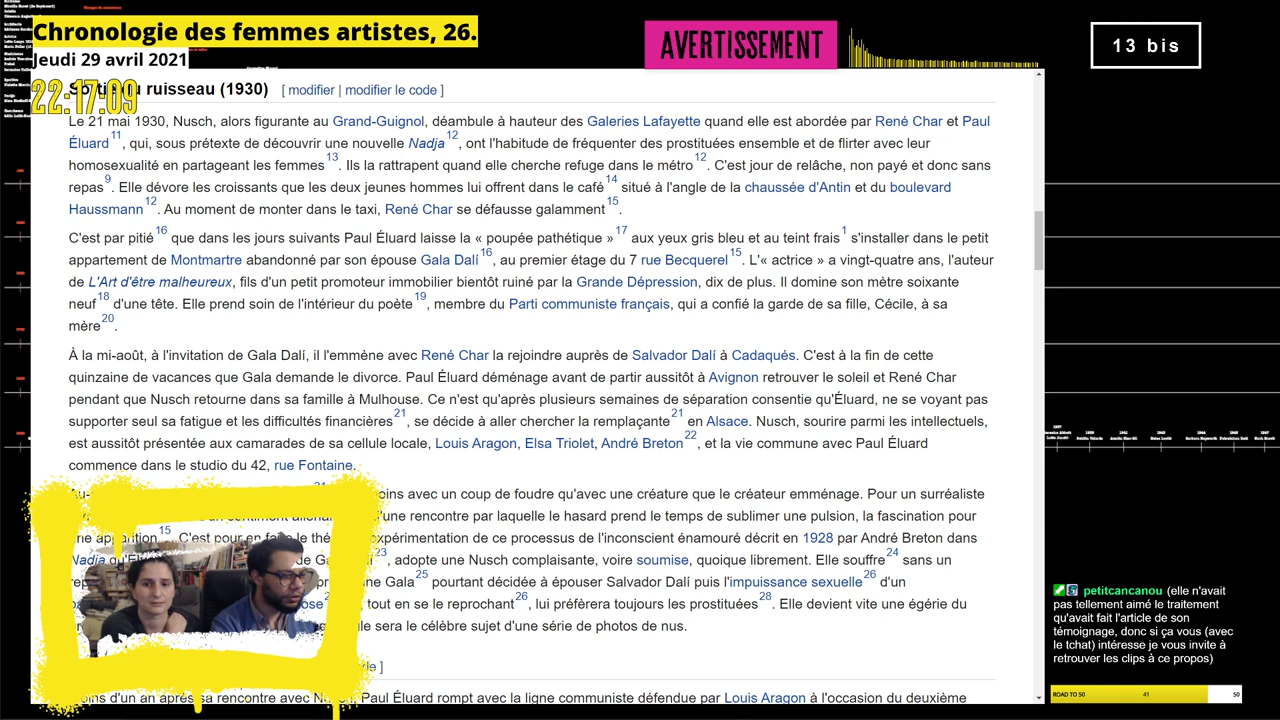 Chronologie des femmes artistes, 26.
jeudi 29 avril 2021
22:17:09
AVERTISSEMENT
13 bis
ruisseau (1930) [ modifier | modifier le code ]
Le 21 mai 1930, Nusch, alors figurante au Grand-Guignol, déambule à hauteur des Galeries Lafayette quand elle est abordée par René Char et Paul
Éluard11, qui, sous prétexte de découvrir une nouvelle Nadja12, ont l'habitude de fréquenter des prostituées ensemble et de flirter avec leur
homosexualité en partageant les femmes13. Ils la rattrapent quand elle cherche refuge dans le métro12. C'est jour de relâche, non payé et donc sans
repas9. Elle dévore les croissants que les deux jeunes hommes lui offrent dans le café14 situé à l'angle de la chaussée d'Antin et du boulevard
Haussmann12. Au moment de monter dans le taxi, René Char se défausse galamment15.
C'est par pitié16 que dans les jours suivants Paul Éluard laisse la « poupée pathétique »17 aux yeux gris bleu et au teint frais1 s'installer dans le petit
appartement de Montmartre abandonné par son épouse Gala Dalí16, au premier étage du 7 rue Becquerel15. L'« actrice » a vingt-quatre ans, l'auteur
de L'Art d'être malheureux, fils d'un petit promoteur immobilier bientôt ruiné par la Grande Dépression, dix de plus. Il domine son mètre soixante
neuf18 d'une tête. Elle prend soin de l'intérieur du poète19, membre du Parti communiste français, qui a confié la garde de sa fille, Cécile, à sa
mère20.
À la mi-août, à l'invitation de Gala Dalí, il l'emmène avec René Char la rejoindre auprès de Salvador Dalí à Cadaqués. C'est à la fin de cette
quinzaine de vacances que Gala demande le divorce. Paul Éluard déménage avant de partir aussitôt à Avignon retrouver le soleil et René Char
pendant que Nusch retourne dans sa famille à Mulhouse. Ce n'est qu'après plusieurs semaines de séparation consentie qu'Éluard, ne se voyant pas
supporter seul sa fatigue et les difficultés financières21, se décide à aller chercher la remplaçante21 en Alsace. Nusch, sourire parmi les intellectuels,
est aussitôt présentée aux camarades de sa cellule locale, Louis Aragon, Elsa Triolet, André Breton22, et la vie commune avec Paul Éluard
commence dans le studio du 42, rue Fontaine.
avec un coup de foudre qu'avec une créature que le créateur emménage. Pour un surréaliste
d'une rencontre par laquelle le hasard prend le temps de sublimer une pulsion, la fascination pour
une apparition15. C'est pour en faire le expérimentation de ce processus de l'inconscient énamouré décrit en 1928 par André Breton dans
Nadja 23, adopte une Nusch complaisante, voire soumise, quoique librement. Elle souffre24 sans un
Gala25 pourtant décidée à épouser Salvador Dalí puis l'impuissance sexuelle26 d'un
tout en se le reprochant26, lui préfèrera toujours les prostituées28. Elle devient vite une égérie du
sera le célèbre sujet d'une série de photos de nus.
]
d'un an après sa rencontre avec Paul Éluard rompt avec la ligne communiste défendue par Louis Aragon à l'occasion du deuxième
petitcancanou (elle n'avait
pas tellement aimé le traitement
qu'avait fait l'article de son
témoignage, donc si ça vous (avec
le tchat) intéresse je vous invite à
retrouver les clips à ce propos)
ROAD TO 50 41 50